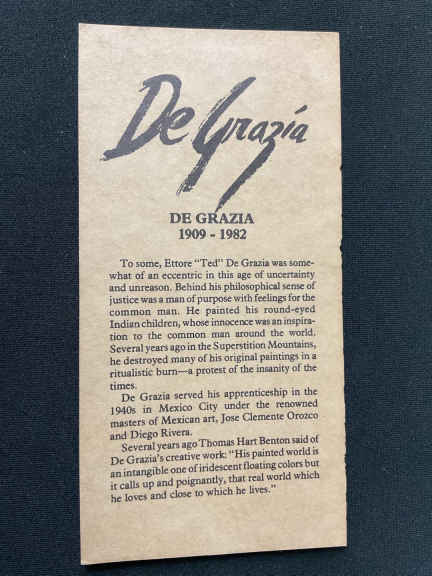 De Grazia
DE GRAZIA
1909 - 1982
To some, Ettore "Ted" De Grazia was some-
what of an eccentric in this age of uncertainty
and unreason. Behind his philosophical sense of
justice was a man of purpose with feelings for the
common man. He painted his round-eyed
Indian children, whose innocence was an inspira-
tion to the common man around the world.
Several years ago in the Superstition Mountains,
he destroyed many of his original paintings in a
ritualistic burn—a protest of the insanity of the
times.
De Grazia served his apprenticeship in the
1940s in Mexico City under the renowned
masters of Mexican art, Jose Clemente Orozco
and Diego Rivera.
Several years ago Thomas Hart Benton said of
De Grazia's creative work: "His painted world is
an intangible one of iridescent floating colors but
it calls up and poignantly, that real world which
he loves and close to which he lives."